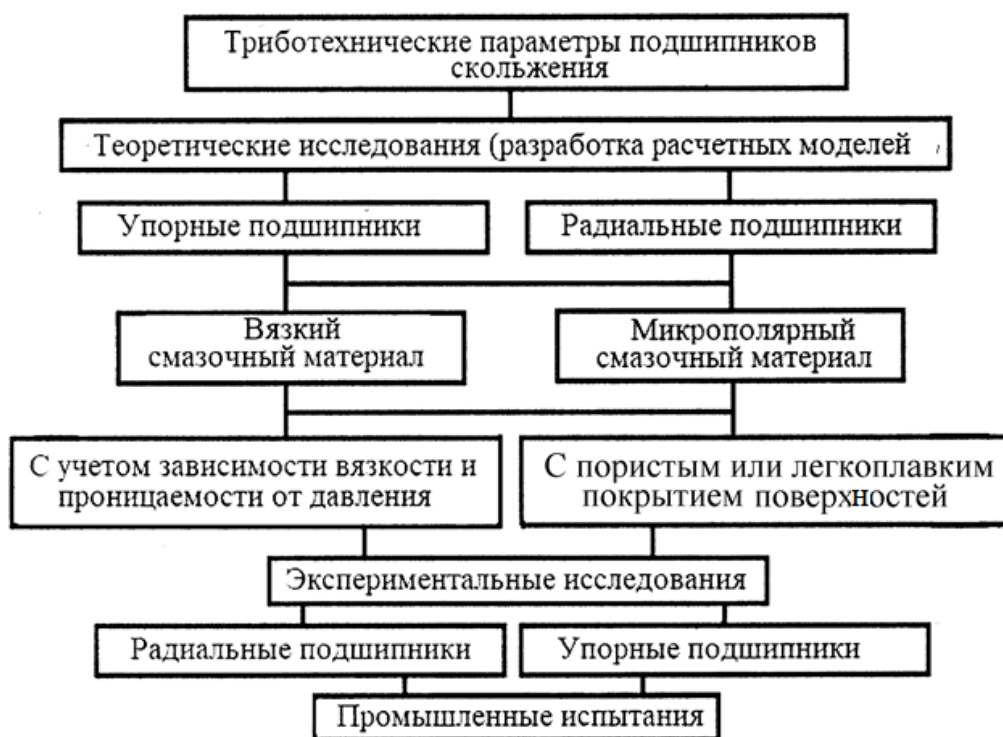 Триботехнические параметры подшипников
скольжения
Теоретические исследования (разработка расчетных моделей
Упорные подшипники
Радиальные подшипники
Вязкий
смазочный материал
Микрополярный
смазочный материал
С учетом зависимости вязкости и
проницаемости от давления
С пористым или легкоплавким
покрытием поверхностей
Экспериментальные исследования
Радиальные подшипники
Упорные подшипники
Промышленные испытания